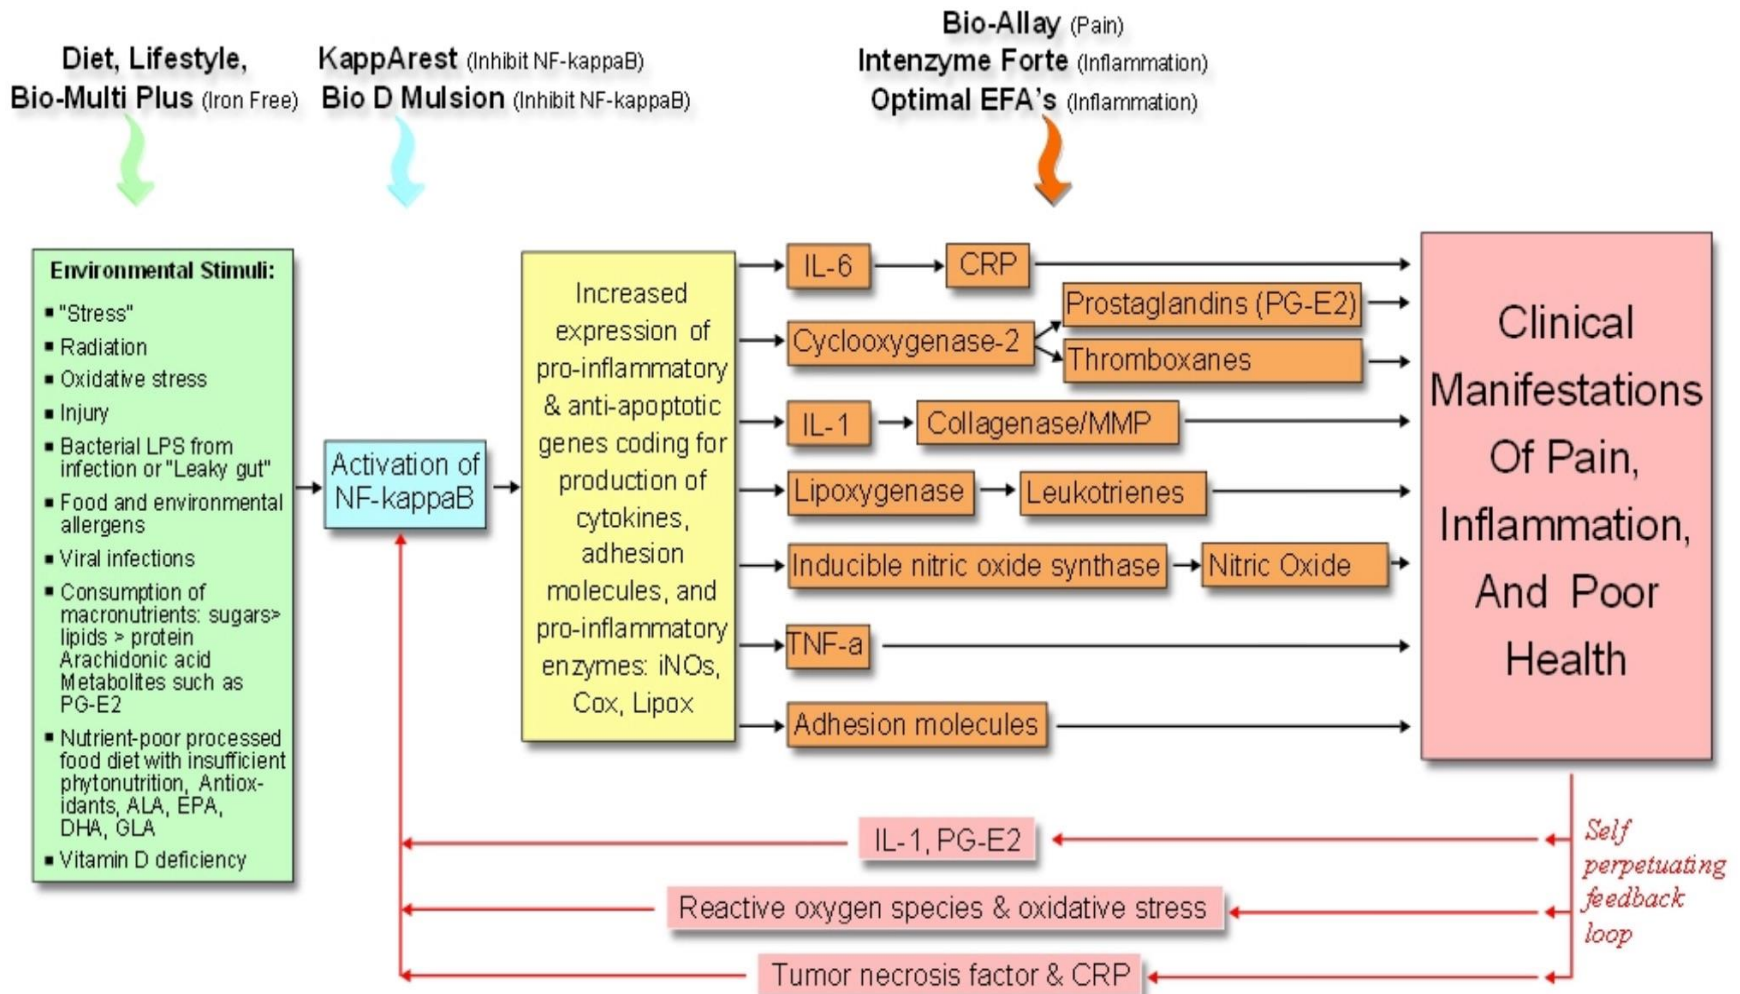 Diet, Lifestyle,
Bio-Multi Plus (Iron Free)
KappArest (Inhibit NF-kappaB)
Bio D Mulsion (Inhibit NF-kappaB)
Bio-Allay (Pain)
Intenzyme Forte (Inflammation)
Optimal EFA's (Inflammation)
Environmental Stimuli:
▪ "Stress"
▪ Radiation
▪ Oxidative stress
▪ Injury
▪ Bacterial LPS from
infection or "Leaky gut"
▪ Food and environmental
allergens
▪ Viral infections
▪ Consumption of
macronutrients: sugars>
lipids > protein
Arachidonic acid
Metabolites such as
PG-E2
▪ Nutrient-poor processed
food diet with insufficient
phytonutrition, Antiox-
idants, ALA, EPA,
DHA, GLA
▪ Vitamin D deficiency
Activation of
NF-kappaB
Increased
expression of
pro-inflammatory
& anti-apoptotic
genes coding for
production of
cytokines,
adhesion
molecules, and
pro-inflammatory
enzymes: iNOs,
Cox, Lipox
IL-6
CRP
Cyclooxygenase-2
Prostaglandins (PG-E2)
Thromboxanes
IL-1
Collagenase/MMP
Lipoxygenase
Leukotrienes
Inducible nitric oxide synthase
Nitric Oxide
TNF-a
Adhesion molecules
Clinical
Manifestations
Of Pain,
Inflammation,
And Poor
Health
IL-1, PG-E2
Reactive oxygen species & oxidative stress
Tumor necrosis factor & CRP
Self
perpetuating
feedback
loop